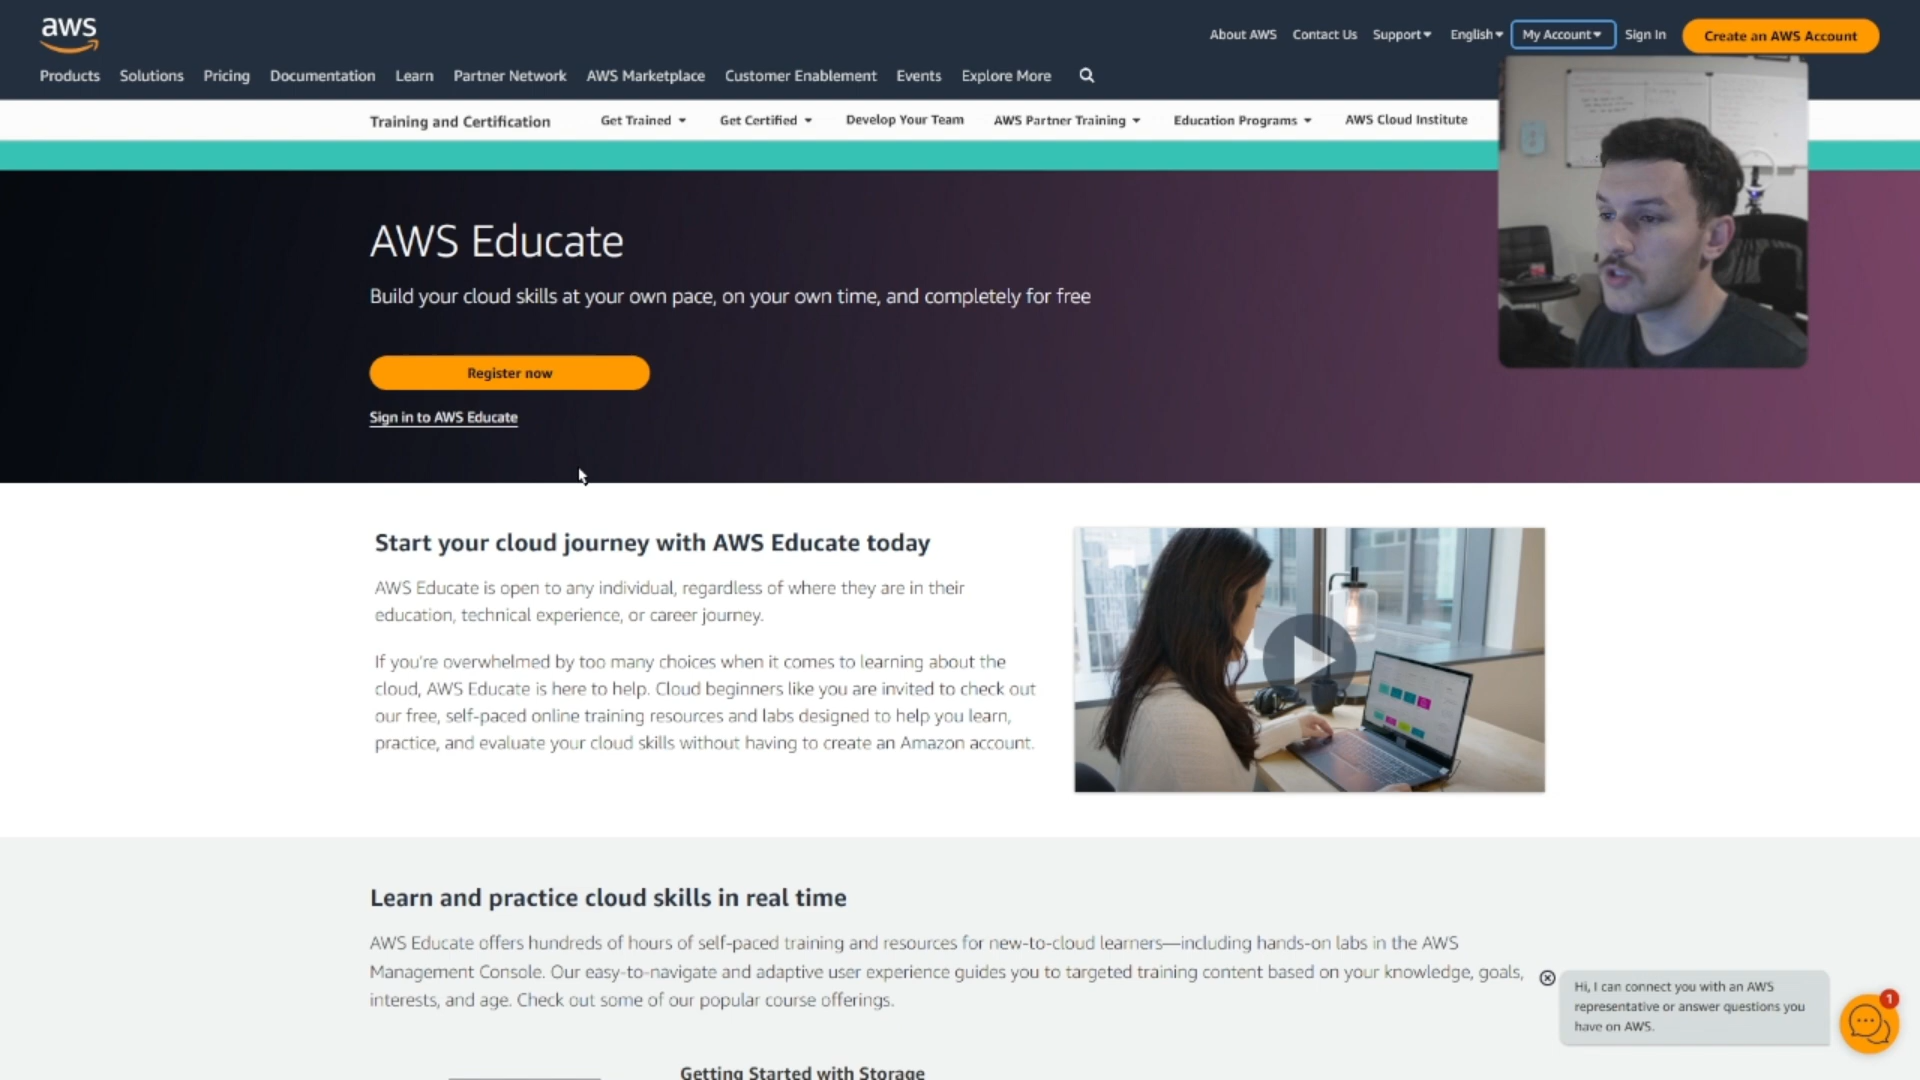 aws
About AWS Contact Us Support English My Account Sign In Create an AWS Account
Products Solutions Pricing Documentation Learn Partner Network AWS Marketplace Customer Enablement Events Explore More
Training and Certification Get Trained Get Certified Develop Your Team AWS Partner Training Education Programs AWS Cloud Institute
AWS Educate
Build your cloud skills at your own pace, on your own time, and completely for free
Register now
Sign in to AWS Educate
Start your cloud journey with AWS Educate today
AWS Educate is open to any individual, regardless of where they are in their
education, technical experience, or career journey.
If you're overwhelmed by too many choices when it comes to learning about the
cloud, AWS Educate is here to help. Cloud beginners like you are invited to check out
our free, self-paced online training resources and labs designed to help you learn,
practice, and evaluate your cloud skills without having to create an Amazon account.
Learn and practice cloud skills in real time
AWS Educate offers hundreds of hours of self-paced training and resources for new-to-cloud learners—including hands-on labs in the AWS
Management Console. Our easy-to-navigate and adaptive user experience guides you to targeted training content based on your knowledge, goals,
interests, and age. Check out some of our popular course offerings.
Hi, I can connect you with an AWS
representative or answer questions you
have on AWS.
1
Getting Started with Storage